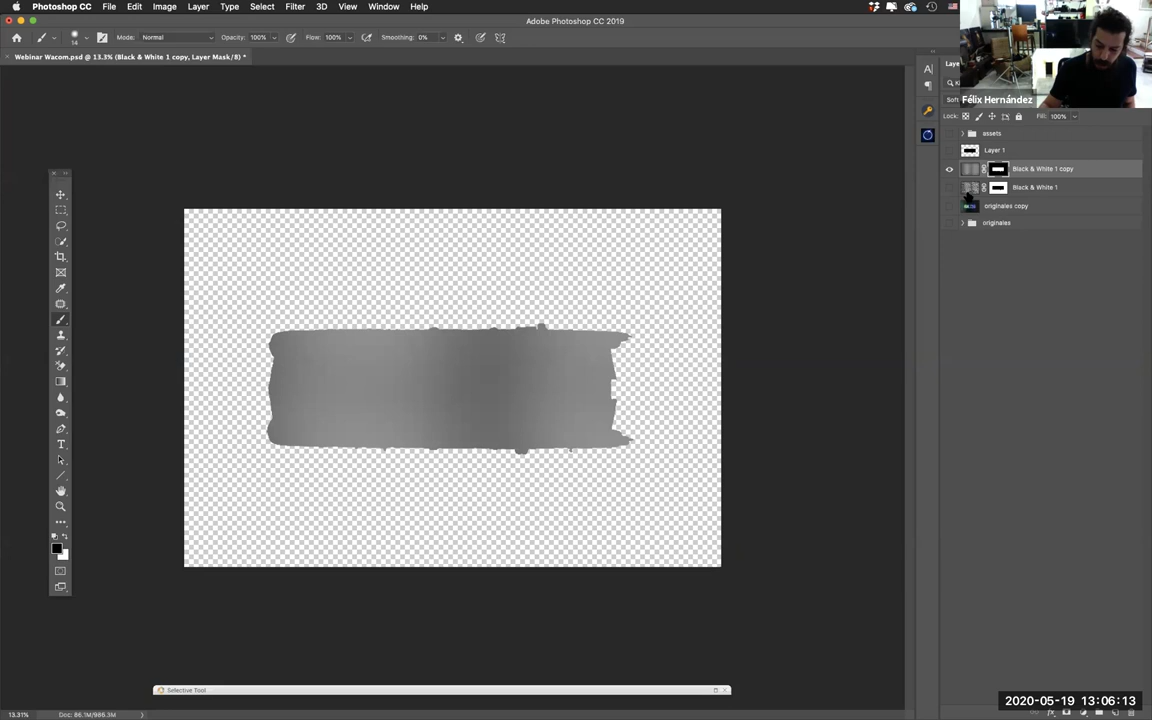 Photoshop CC File Edit Image Layer Type Select Filter 3D View Window Help
Adobe Photoshop CC 2019
14 Mode: Normal Opacity: 100% Flow: 100% Smoothing: 0%
Webinar Wacom.psd @ 13.3% (Black & White 1 copy, Layer Mask/8) *
Félix Hernández
Lock: Fill: 100%
assets
Layer 1
Black & White 1 copy
Black & White 1
originales copy
originales
Selective Tool
2020-05-19 13:06:13
13.31% Doc: 86.1M/986.3M